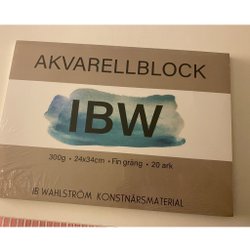 AKVARELLBLOCK
IBW
300g • 24x34cm • Fin gräng • 20 ark
IB WAHLSTRÖM KONSTNÄRSMATERIAL